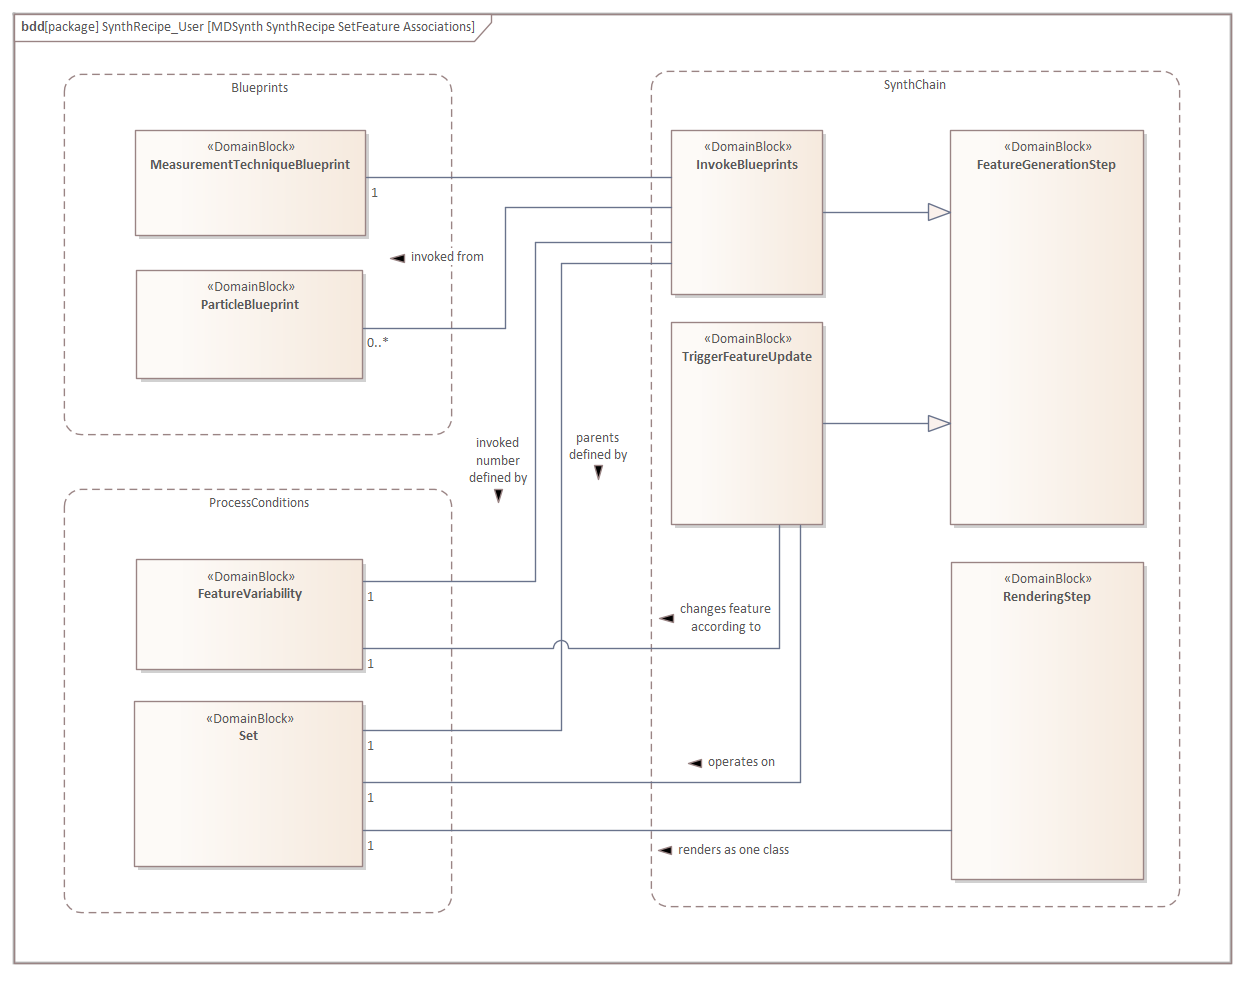 bdd[package] SynthRecipe_User [MDSynth SynthRecipe SetFeature Associations]
Blueprints
«DomainBlock»
MeasurementTechniqueBlueprint
1
invoked from
«DomainBlock»
ParticleBlueprint
0..*
SynthChain
«DomainBlock»
InvokeBlueprints
«DomainBlock»
FeatureGenerationStep
«DomainBlock»
TriggerFeatureUpdate
invoked
number
defined by
parents
defined by
ProcessConditions
«DomainBlock»
FeatureVariability
1
1
changes feature
according to
«DomainBlock»
RenderingStep
«DomainBlock»
Set
1
operates on
1
1
renders as one class